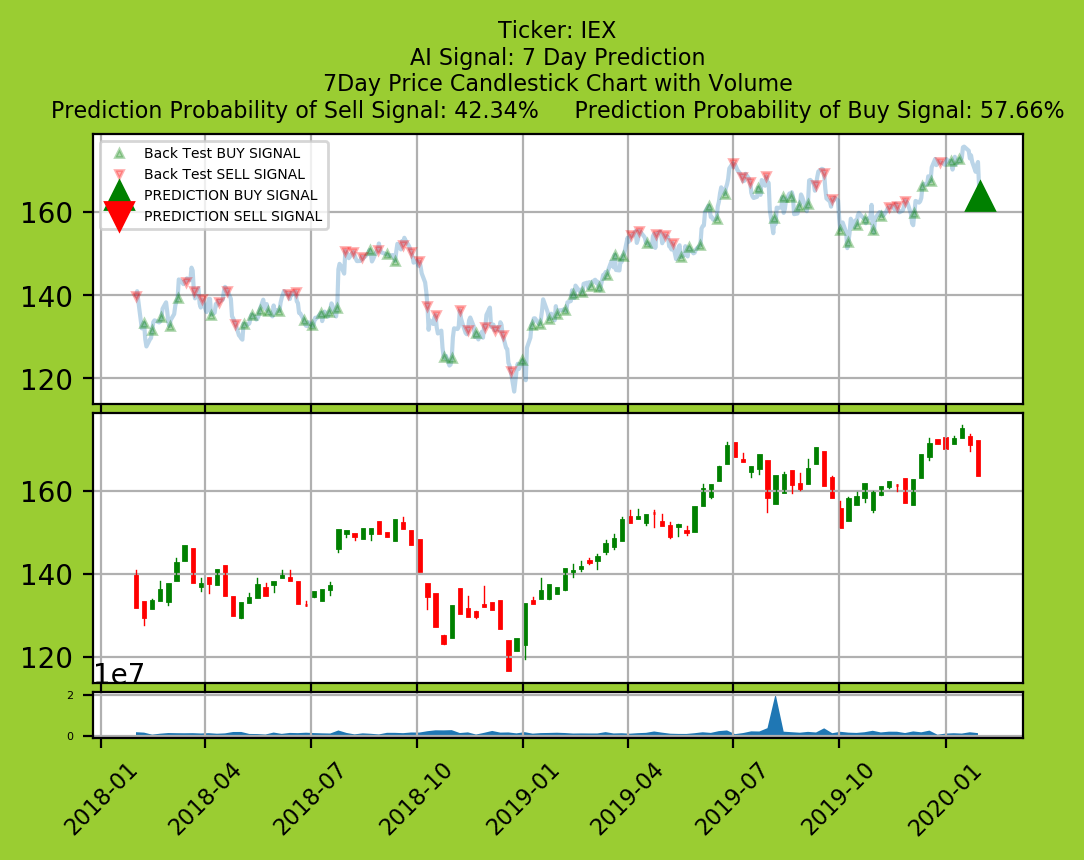 Ticker: IEX
AI Signal: 7 Day Prediction
7Day Price Candlestick Chart with Volume
Prediction Probability of Sell Signal: 42.34%     Prediction Probability of Buy Signal: 57.66%
Back Test BUY SIGNAL
Back Test SELL SIGNAL
PREDICTION BUY SIGNAL
PREDICTION SELL SIGNAL
160
140
120
160
140
120
1e7
2
0
2018-01 2018-04 2018-07 2018-10 2019-01 2019-04 2019-07 2019-10 2020-01